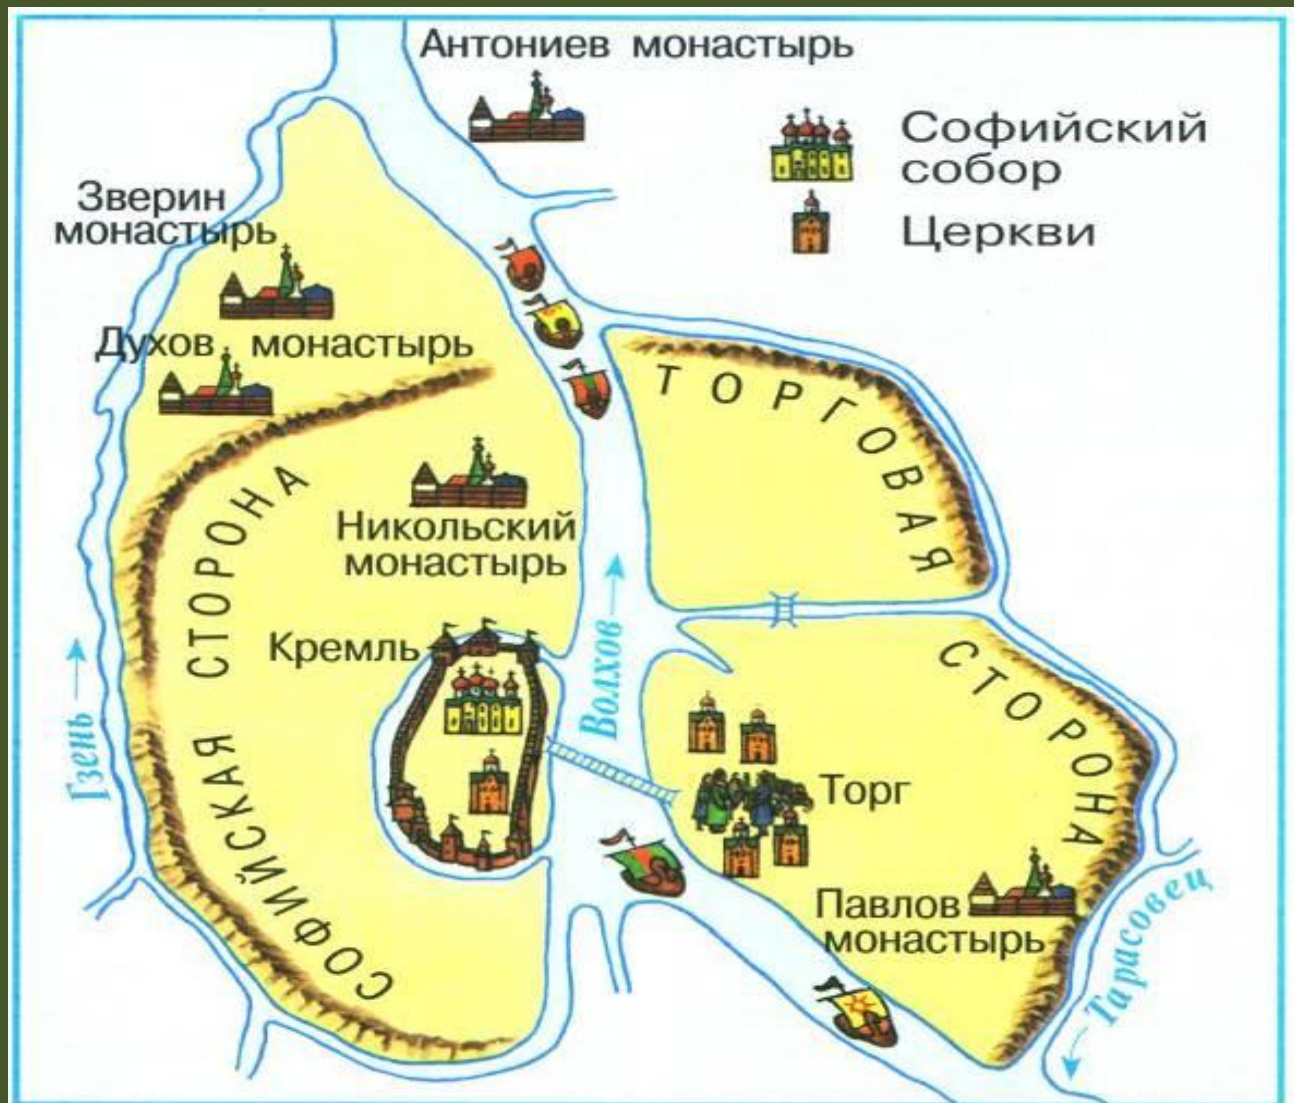 Антониев монастырь
Софийский
собор
Церкви
Зверин
монастырь
Духов монастырь
ТОРГОВАЯ
СТОРОНА
Никольский
монастырь
СОФИЙСКАЯ СТОРОНА
Кремль
Волхов
Гзень
Торг
Павлов
монастырь
Тарасовец